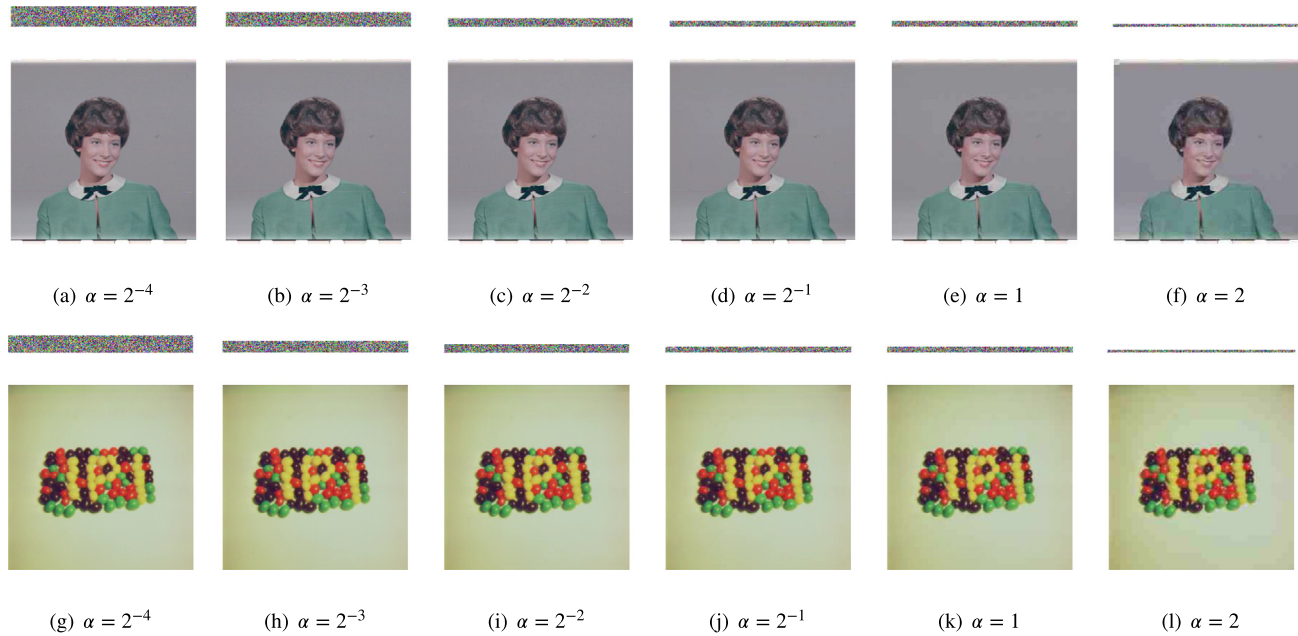 (a) α = 2⁻⁴ (b) α = 2⁻³ (c) α = 2⁻² (d) α = 2⁻¹ (e) α = 1 (f) α = 2
(g) α = 2⁻⁴ (h) α = 2⁻³ (i) α = 2⁻² (j) α = 2⁻¹ (k) α = 1 (l) α = 2